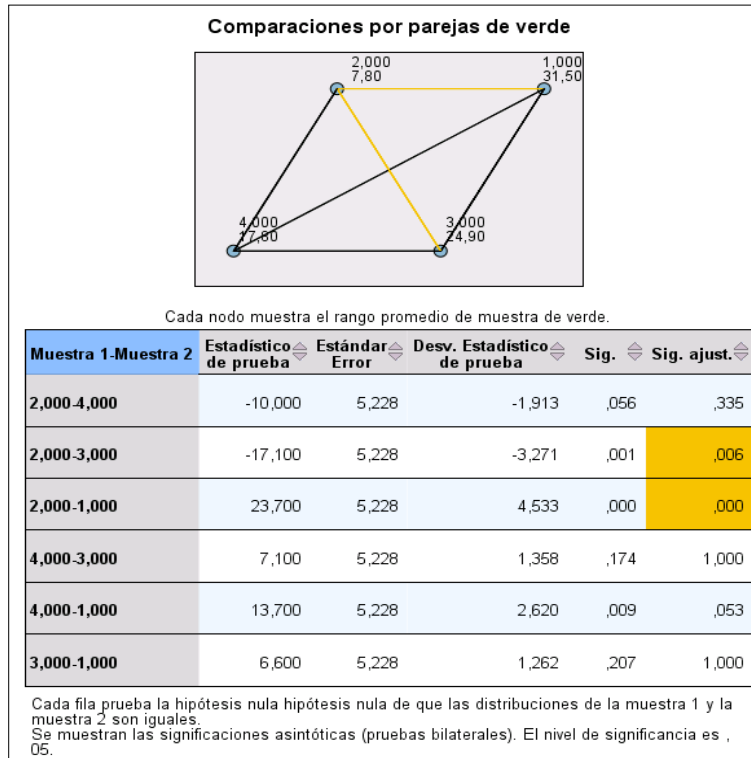 Comparaciones por parejas de verde
2,000
7,80
1,000
31,50
4,000
17,80
3,000
24,90
Cada nodo muestra el rango promedio de muestra de verde.
Muestra 1-Muestra 2 Estadístico de prueba Estándar Error Desv. Estadístico de prueba Sig. Sig. ajust.
2,000-4,000 -10,000 5,228 -1,913 ,056 ,335
2,000-3,000 -17,100 5,228 -3,271 ,001 ,006
2,000-1,000 23,700 5,228 4,533 ,000 ,000
4,000-3,000 7,100 5,228 1,358 ,174 1,000
4,000-1,000 13,700 5,228 2,620 ,009 ,053
3,000-1,000 6,600 5,228 1,262 ,207 1,000
Cada fila prueba la hipótesis nula hipótesis nula de que las distribuciones de la muestra 1 y la
muestra 2 son iguales.
Se muestran las significaciones asintóticas (pruebas bilaterales). El nivel de significancia es ,
05.